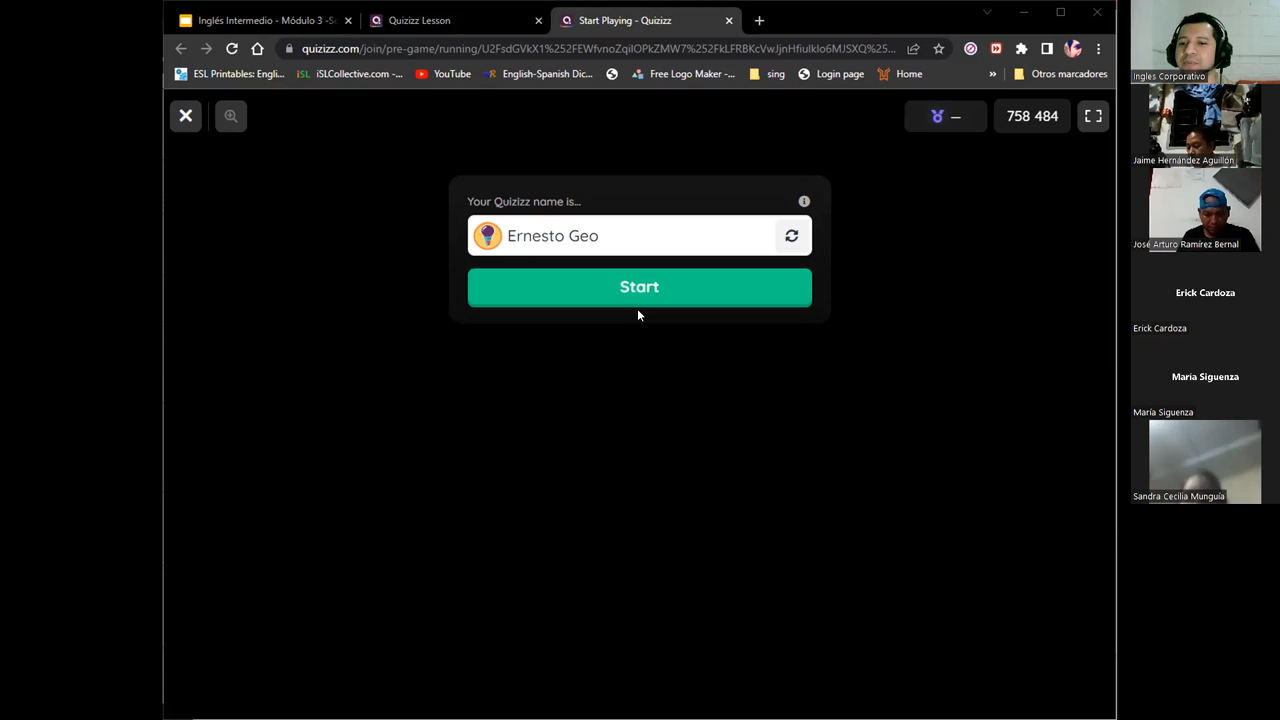 Inglés Intermedio - Módulo 3 -Se
Quizizz Lesson
Start Playing - Quizizz
quizizz.com/join/pre-game/running/U2FsdGVkX1%252FEWfvnoZqilOPkZMW7%252FkLFRBKcVwJjnHfiulklo6MJSXQ%25...
ESL Printables: Engli...
iSLCollective.com -...
YouTube
English-Spanish Dic...
Free Logo Maker -...
sing
Login page
Home
»
Otros marcadores
758 484
Your Quizizz name is...
Ernesto Geo
Start
Ingles Corporativo
Jaime Hernández Aguillón
José Arturo Ramírez Bernal
Erick Cardoza
Erick Cardoza
Maria Siguenza
María Siguenza
Sandra Cecilia Munguía